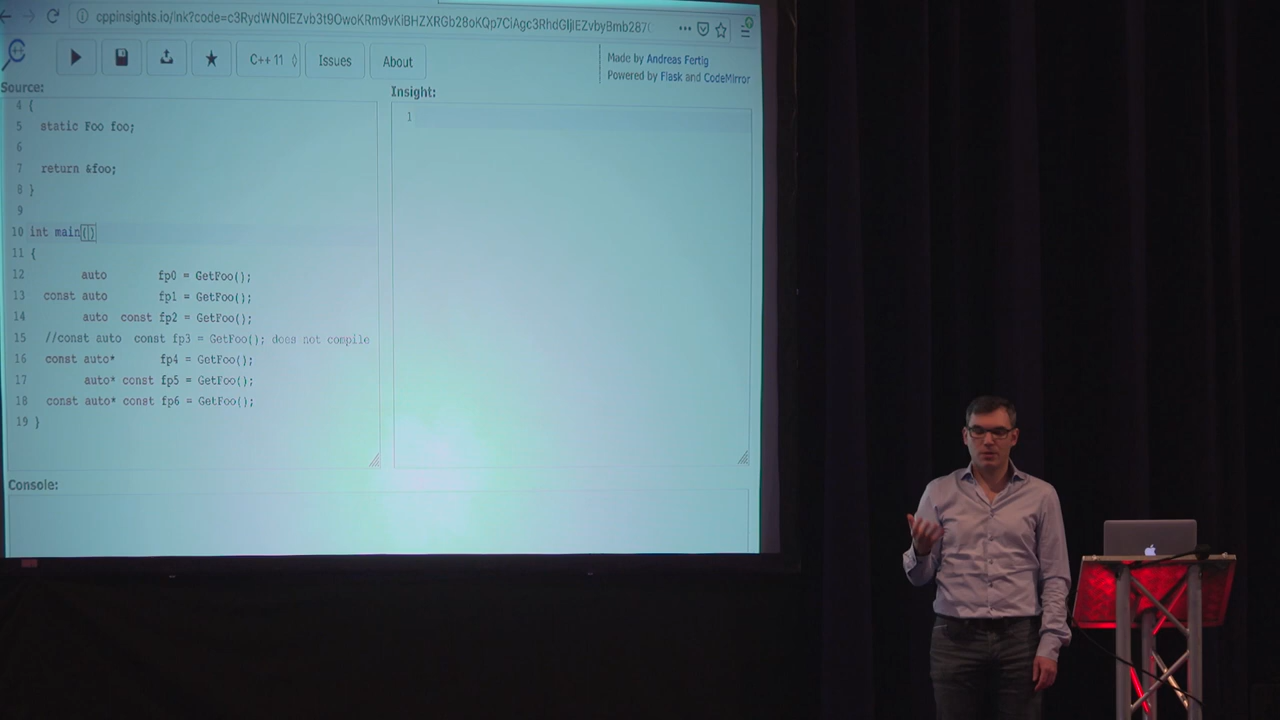 cppinsights.io/lnk?code=
C++ 11 Issues About
Made by Andreas Fertig
Powered by Flask and CodeMirror
Source:
4 {
5 static Foo foo;
6
7 return &foo;
8 }
9
10 int main()
11 {
12 auto fp0 = GetFoo();
13 const auto fp1 = GetFoo();
14 auto const fp2 = GetFoo();
15 //const auto const fp3 = GetFoo(); does not compile
16 const auto* fp4 = GetFoo();
17 auto* const fp5 = GetFoo();
18 const auto* const fp6 = GetFoo();
19 }
Insight:
1
Console: